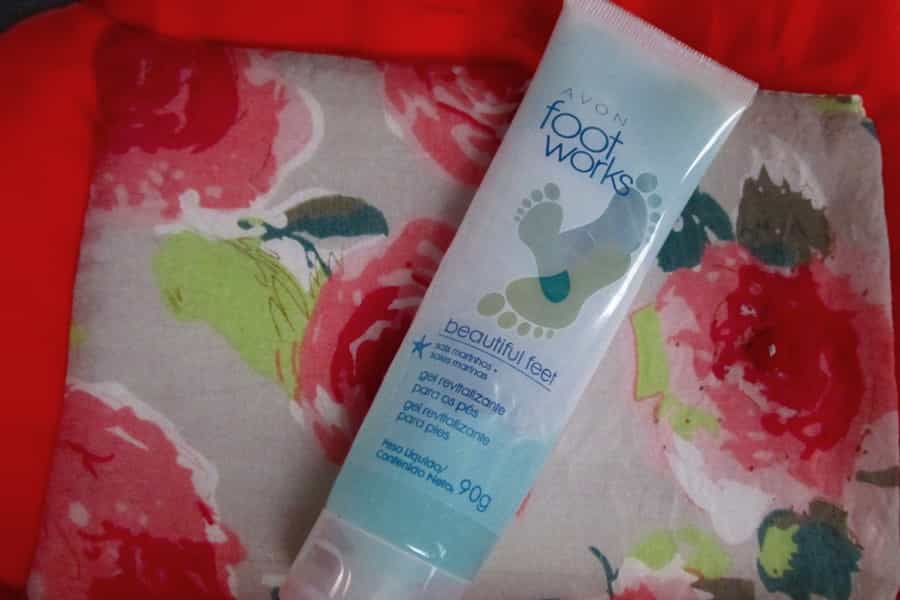 AVON
foot
works
beautiful feet
sais marinhos •
sales marinas
gel revitalizante
para os pés
gel revitalizante
para pies
Peso Líquido/
Contenido Neto, 90g